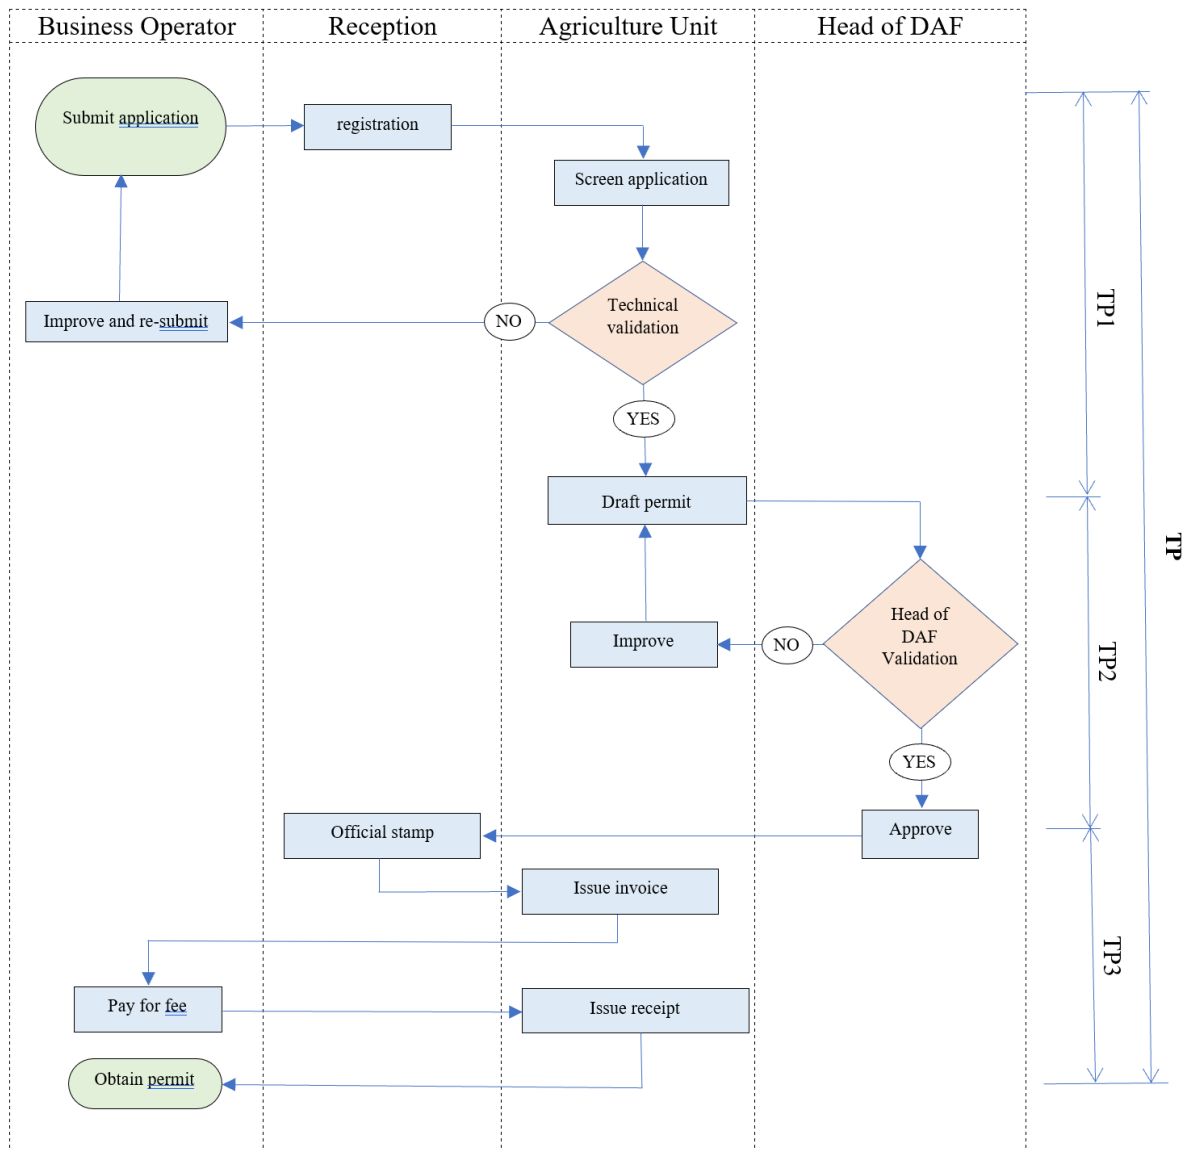 Business Operator
Reception
Agriculture Unit
Head of DAF
Submit application
registration
Screen application
Technical
validation
NO
Improve and re-submit
TP1
YES
Draft permit
TP
Head of
DAF
Validation
NO
Improve
TP2
YES
Approve
Official stamp
Issue invoice
TP3
Pay for fee
Issue receipt
Obtain permit